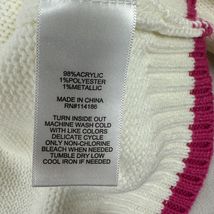 98%ACRYLIC
1%POLYESTER
1%METALLIC
MADE IN CHINA
RN#114186
TURN INSIDE OUT
MACHINE WASH COLD
WITH LIKE COLORS
DELICATE CYCLE
ONLY NON-CHLORINE
BLEACH WHEN NEEDED
TUMBLE DRY LOW
COOL IRON IF NEEDED